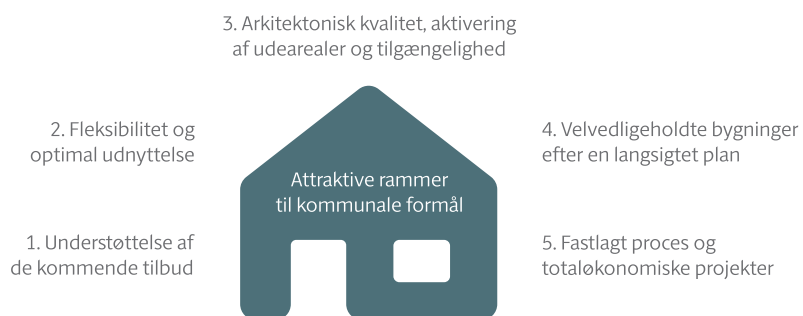 3. Arkitektonisk kvalitet, aktivering
af udearealer og tilgængelighed
2. Fleksibilitet og
optimal udnyttelse
4. Velvedligeholdte bygninger
efter en langsigtet plan
Attraktive rammer
til kommunale formål
1. Understøttelse af
de kommende tilbud
5. Fastlagt proces og
totaløkonomiske projekter